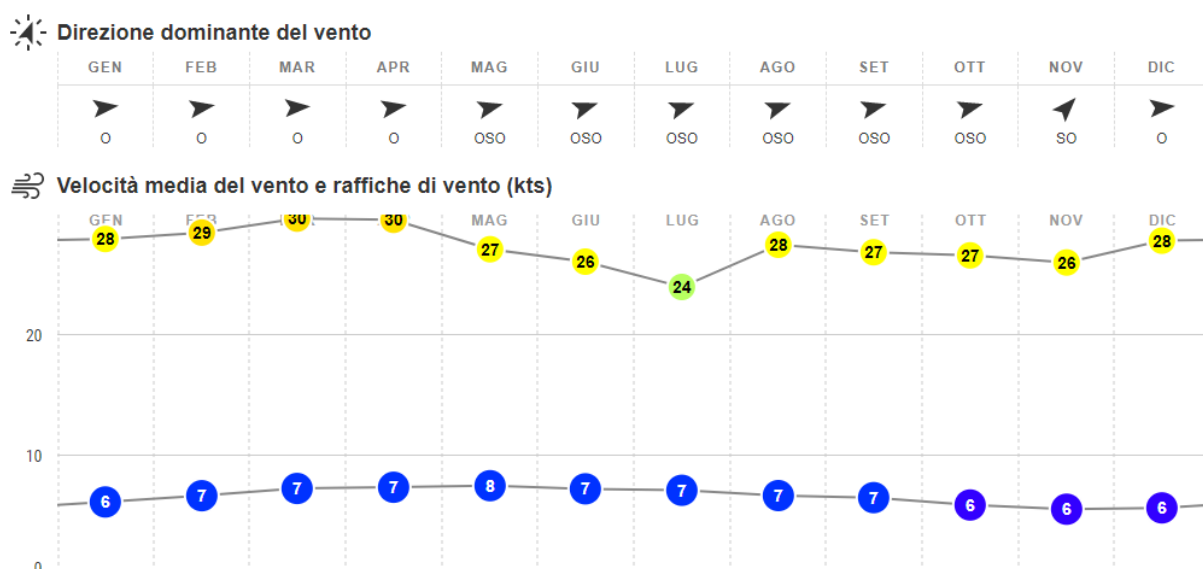 Direzione dominante del vento
GEN FEB MAR APR MAG GIU LUG AGO SET OTT NOV DIC
O O O O OSO OSO OSO OSO OSO OSO SO O
Velocità media del vento e raffiche di vento (kts)
GEN FEB MAR APR MAG GIU LUG AGO SET OTT NOV DIC
28 29 30 30 27 26 24 28 27 27 26 28
20
10
6 7 7 7 8 7 7 7 7 6 6 6
0